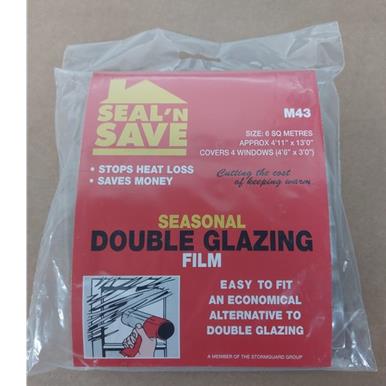 SEAL'N
SAVE
M43
SIZE: 6 SQ METRES
APPROX 4'11" x 13'0"
COVERS 4 WINDOWS (4'6" x 3'0")
• STOPS HEAT LOSS
• SAVES MONEY
Cutting the cost
of keeping warm
SEASONAL
DOUBLE GLAZING
FILM
EASY TO FIT
AN ECONOMICAL
ALTERNATIVE TO
DOUBLE GLAZING
A MEMBER OF THE STORMGUARD GROUP